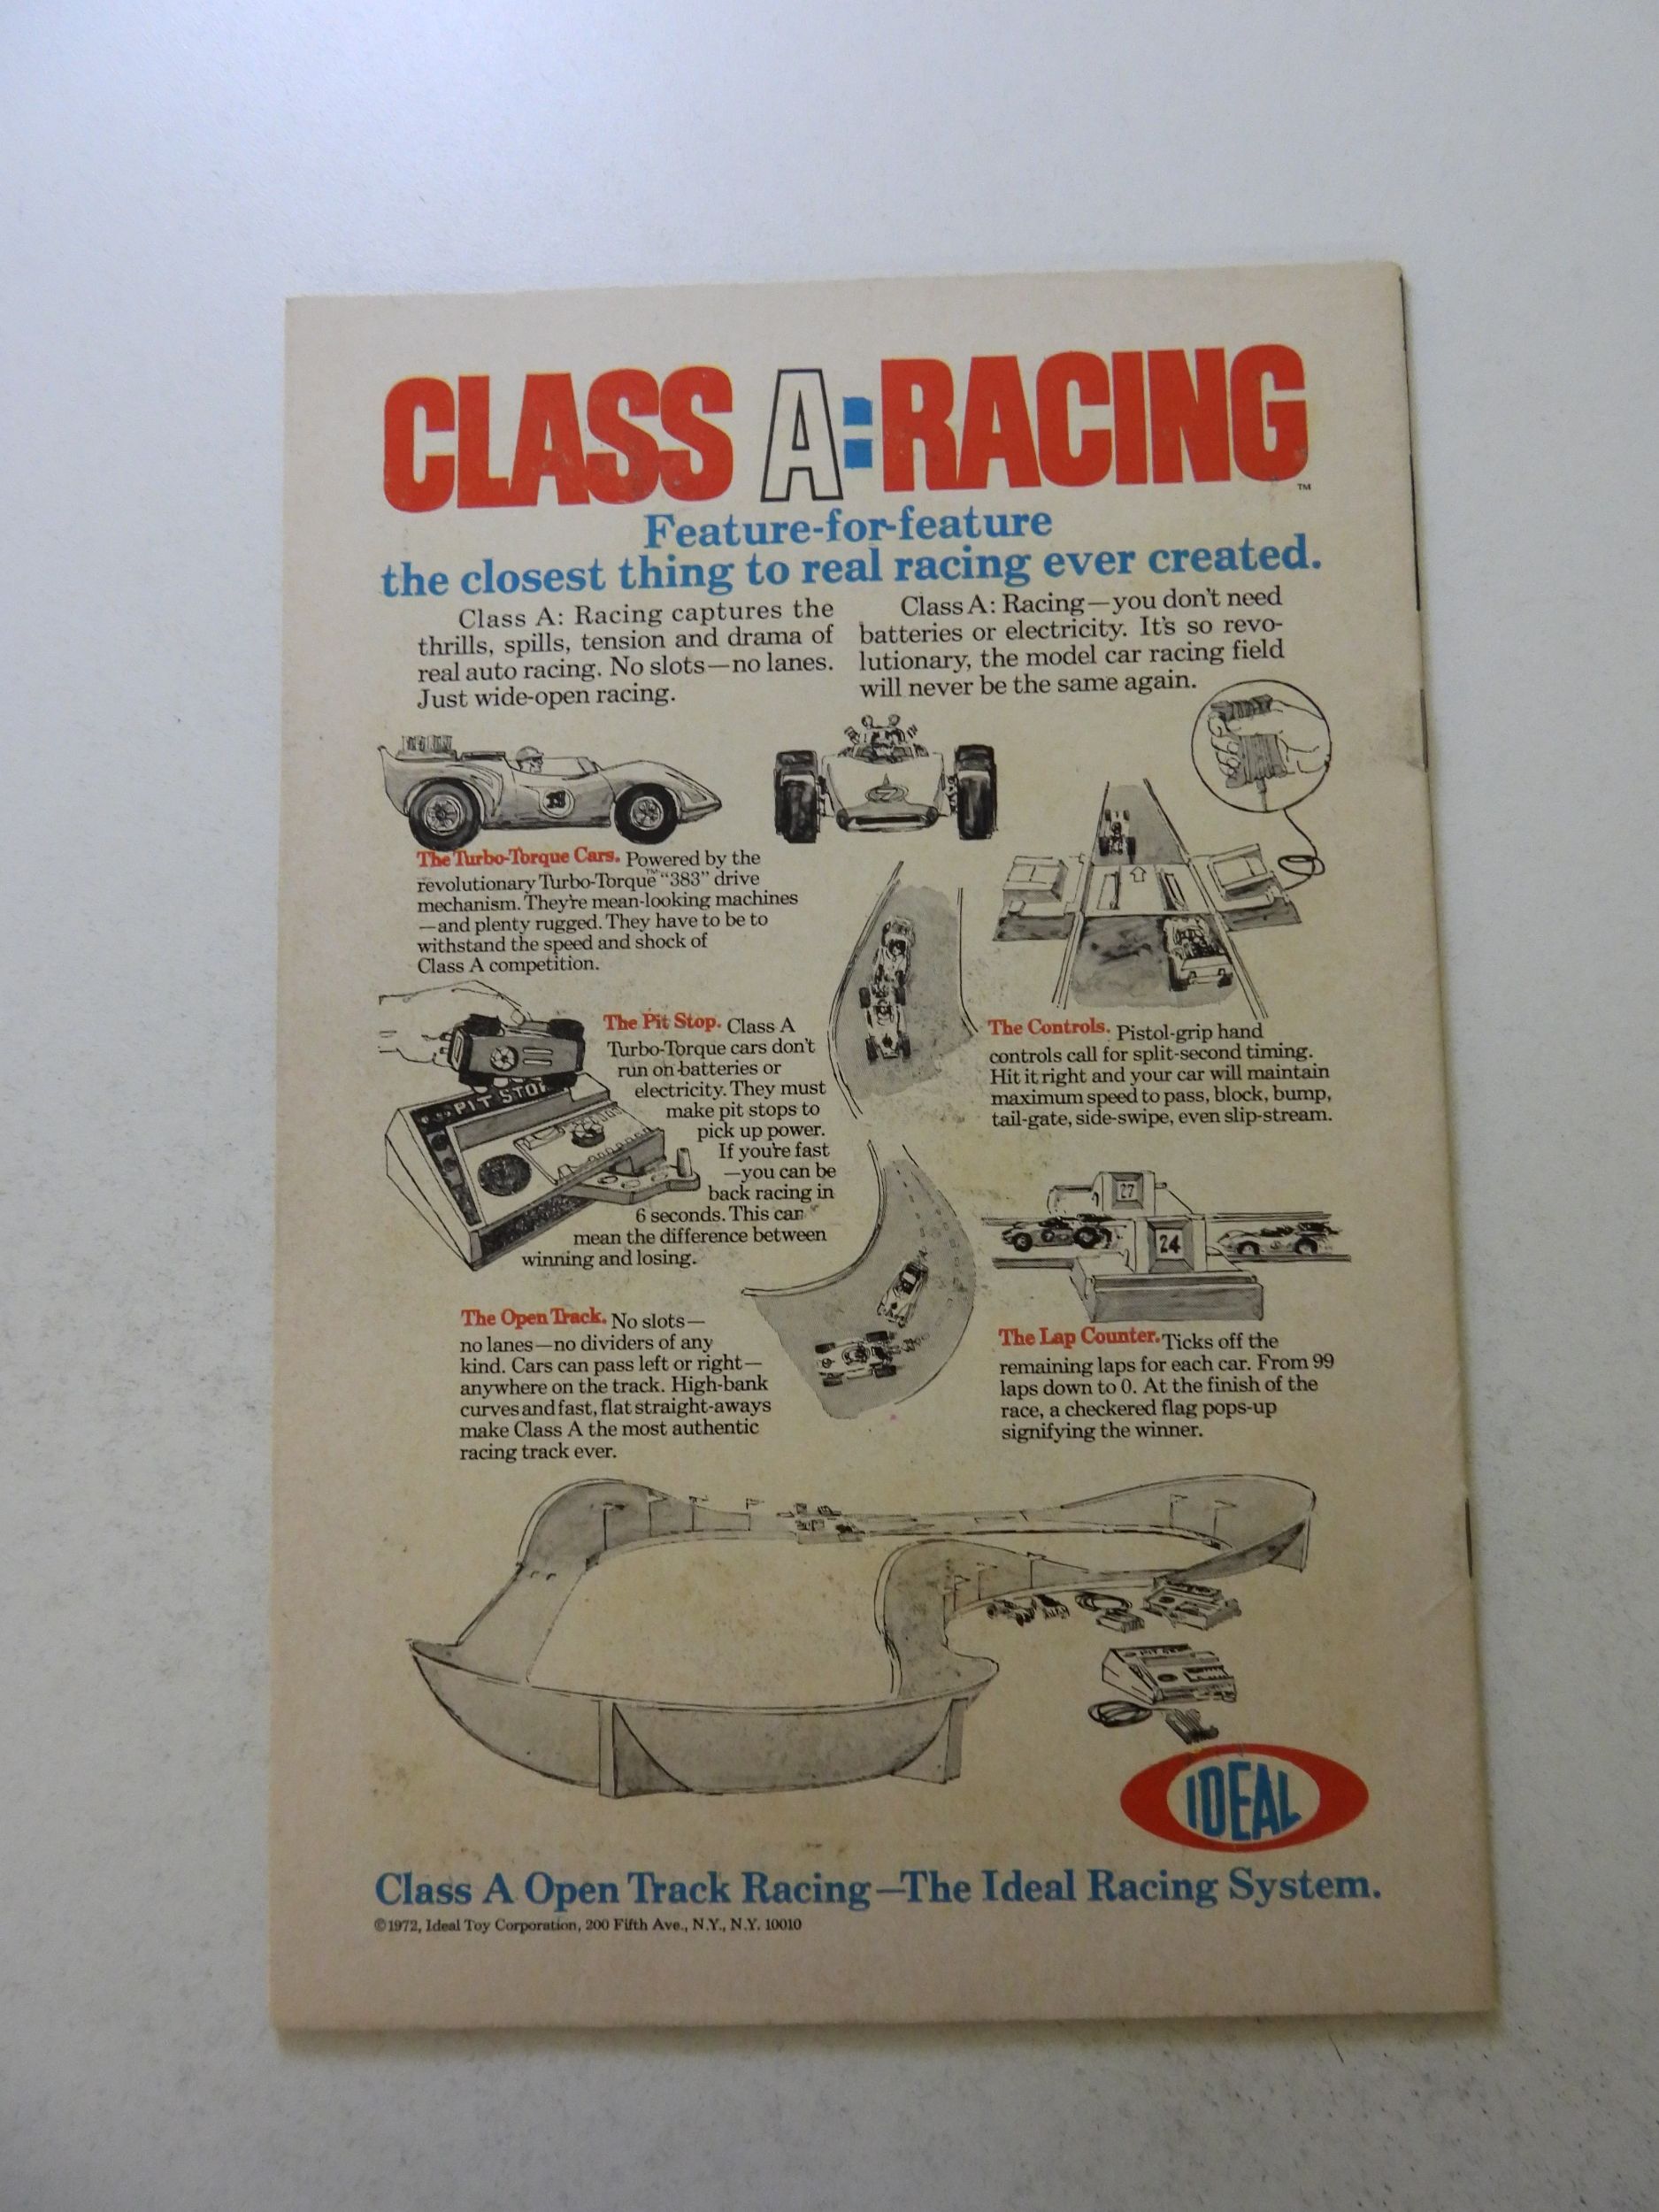 CLASS A:RACING™
Feature-for-feature
the closest thing to real racing ever created.
Class A: Racing captures the
thrills, spills, tension and drama of
real auto racing. No slots—no lanes.
Just wide-open racing.
Class A: Racing—you don't need
batteries or electricity. It's so revo-
lutionary, the model car racing field
will never be the same again.
The Turbo-Torque Cars. Powered by the
revolutionary Turbo-Torque™ "383" drive
mechanism. They're mean-looking machines
—and plenty rugged. They have to be to
withstand the speed and shock of
Class A competition.
PIT STOP
The Pit Stop. Class A
Turbo-Torque cars don't
run on batteries or
electricity. They must
make pit stops to
pick up power.
If you're fast
—you can be
back racing in
6 seconds. This can
mean the difference between
winning and losing.
The Controls. Pistol-grip hand
controls call for split-second timing.
Hit it right and your car will maintain
maximum speed to pass, block, bump,
tail-gate, side-swipe, even slip-stream.
27
24
The Open Track. No slots—
no lanes—no dividers of any
kind. Cars can pass left or right—
anywhere on the track. High-bank
curves and fast, flat straight-aways
make Class A the most authentic
racing track ever.
The Lap Counter. Ticks off the
remaining laps for each car. From 99
laps down to 0. At the finish of the
race, a checkered flag pops-up
signifying the winner.
IDEAL
Class A Open Track Racing—The Ideal Racing System.
©1972, Ideal Toy Corporation, 200 Fifth Ave., N.Y., N.Y. 10010